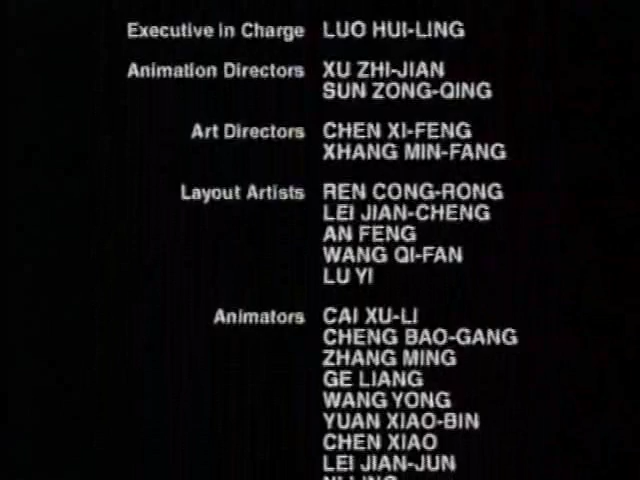 Executive in Charge LUO HUI-LING
Animation Directors XU ZHI-JIAN
SUN ZONG-QING
Art Directors CHEN XI-FENG
XHANG MIN-FANG
Layout Artists REN CONG-RONG
LEI JIAN-CHENG
AN FENG
WANG QI-FAN
LU YI
Animators CAI XU-LI
CHENG BAO-GANG
ZHANG MING
GE LIANG
WANG YONG
YUAN XIAO-BIN
CHEN XIAO
LEI JIAN-JUN